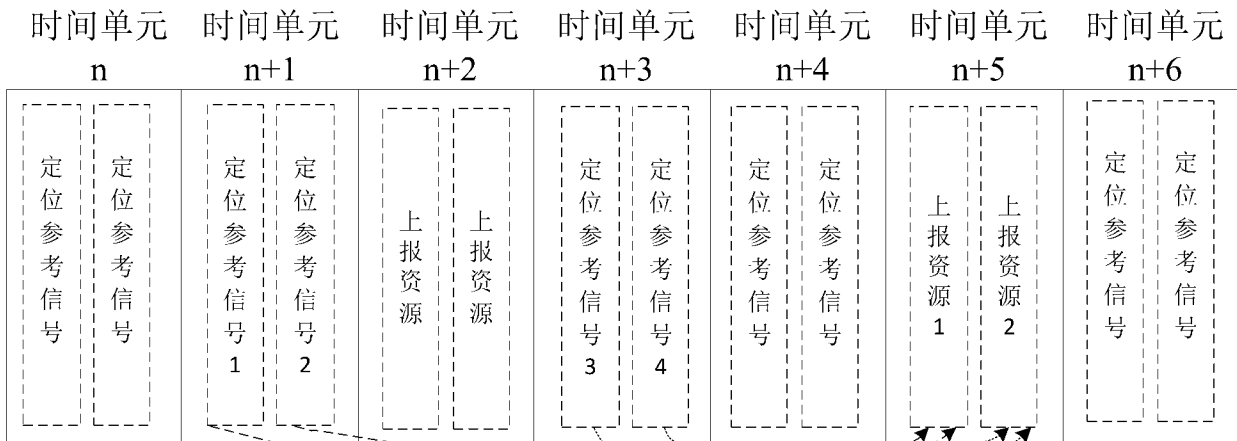 时间单元 时间单元 时间单元 时间单元 时间单元 时间单元 时间单元
n n+1 n+2 n+3 n+4 n+5 n+6
定位参考信号
定位参考信号
定位参考信号1
定位参考信号2
上报资源
上报资源
定位参考信号3
定位参考信号4
定位参考信号
定位参考信号
上报资源1
上报资源2
定位参考信号
定位参考信号